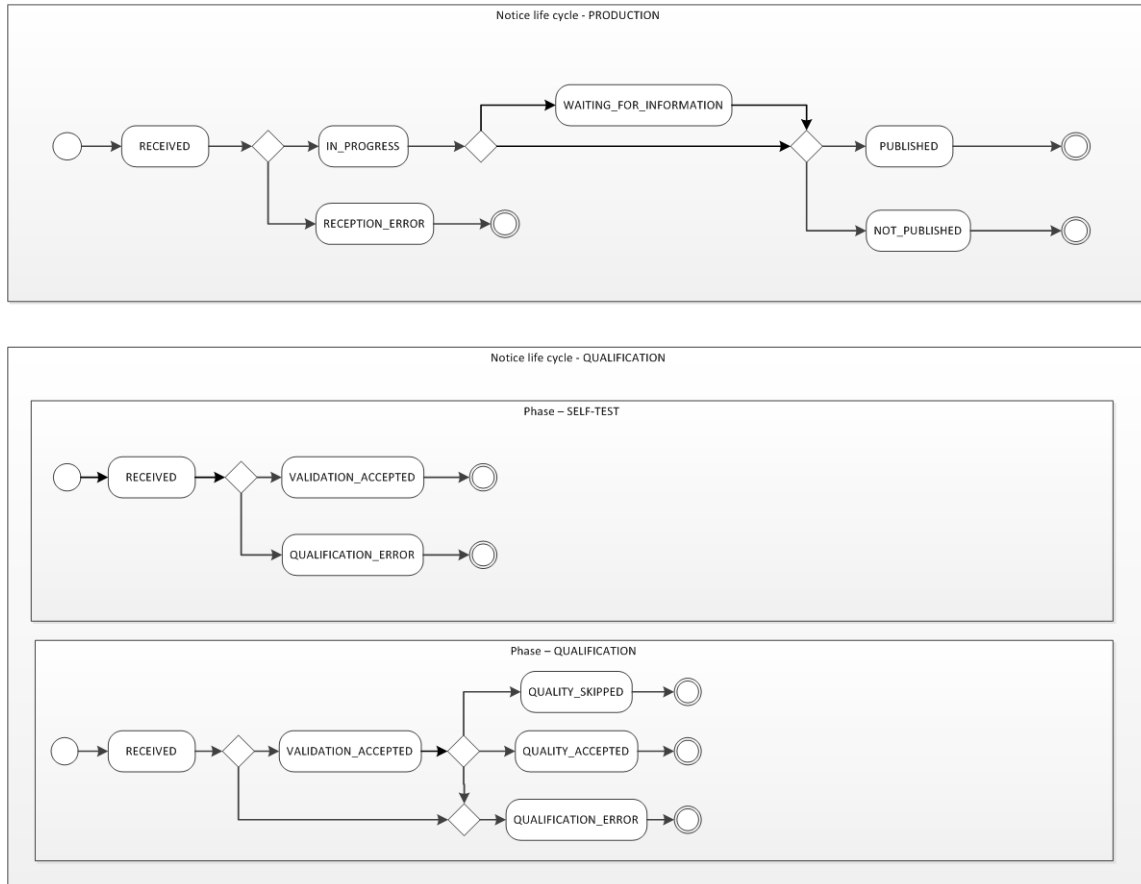 Notice life cycle - PRODUCTION
WAITING_FOR_INFORMATION
RECEIVED
IN_PROGRESS
PUBLISHED
RECEPTION_ERROR
NOT_PUBLISHED
Notice life cycle - QUALIFICATION
Phase – SELF-TEST
RECEIVED
VALIDATION_ACCEPTED
QUALIFICATION_ERROR
Phase – QUALIFICATION
QUALITY_SKIPPED
RECEIVED
VALIDATION_ACCEPTED
QUALITY_ACCEPTED
QUALIFICATION_ERROR